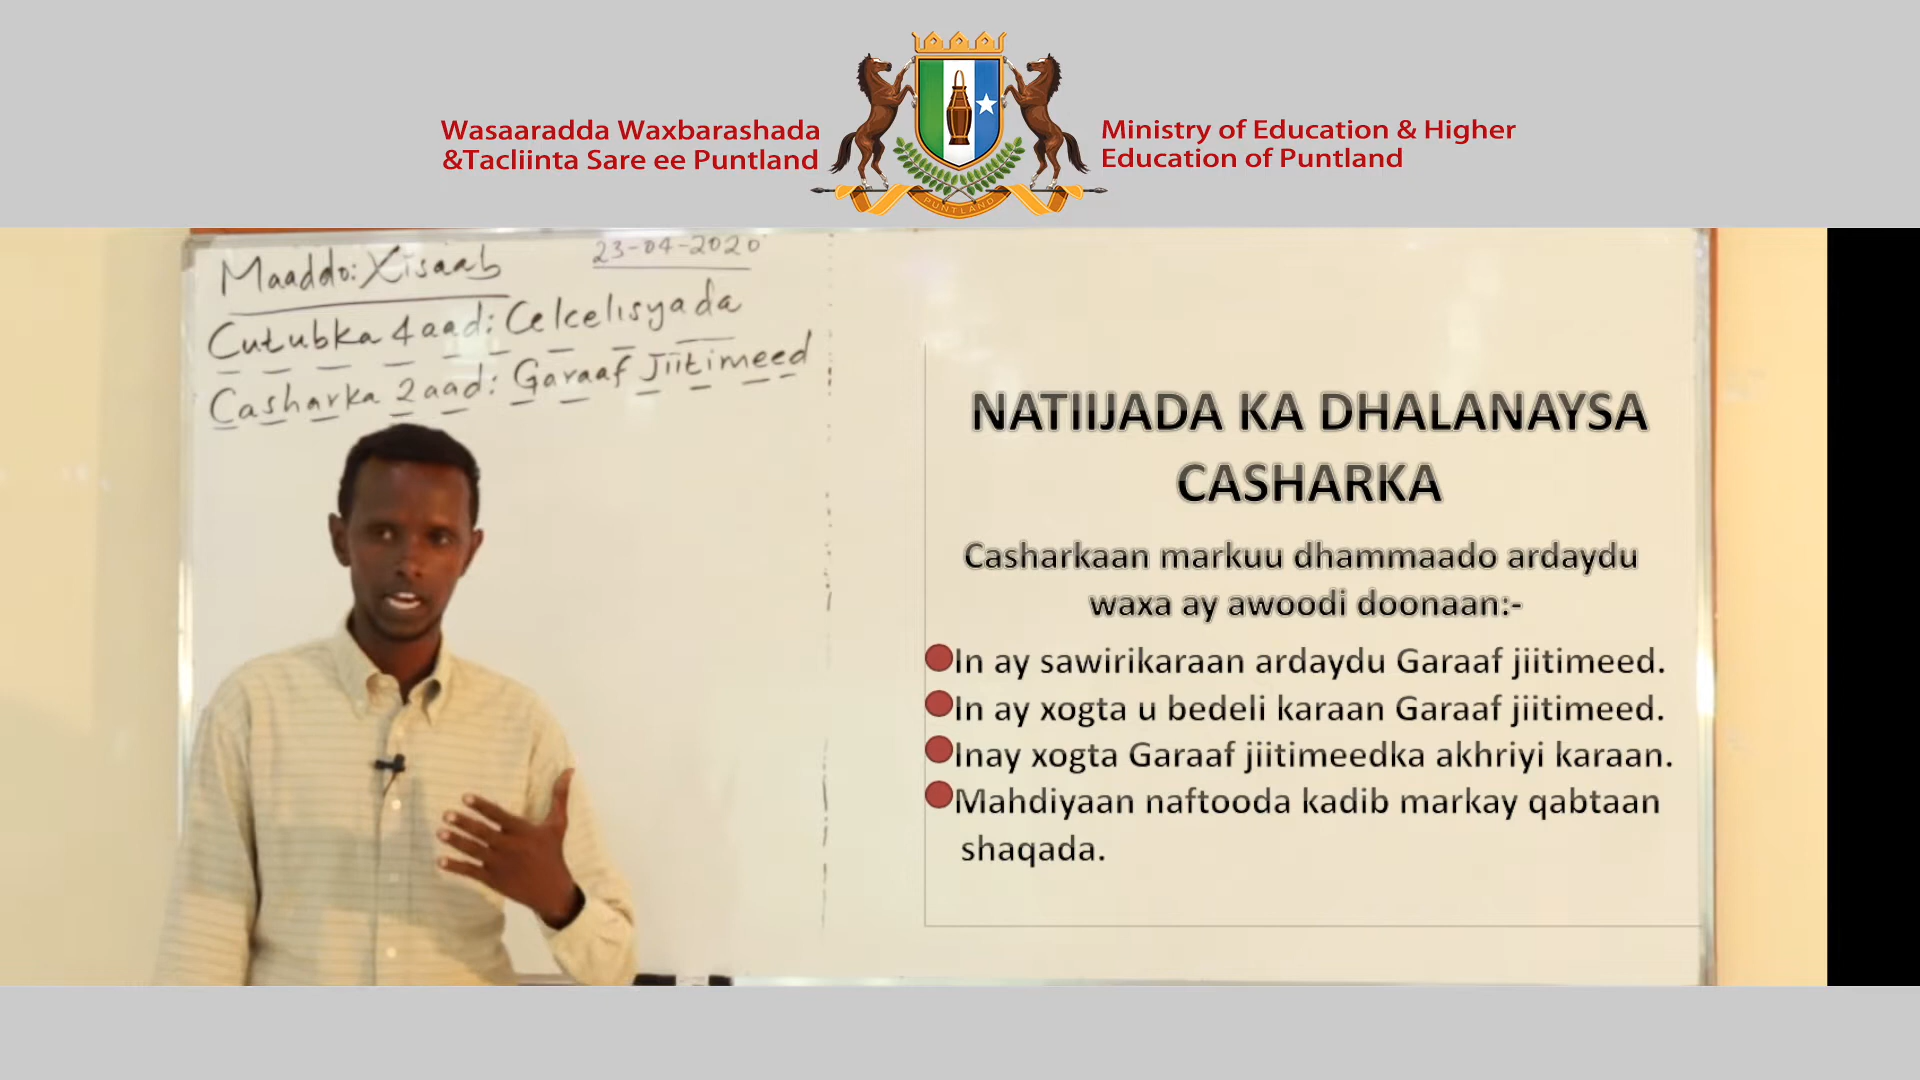 Wasaaradda Waxbarashada
&Tacliinta Sare ee Puntland
Ministry of Education & Higher
Education of Puntland
PUNTLAND
23-04-2020
Maaddo: Xisaab
Cutubka 4aad: Celcelisyada
Casharka 2aad: Garaaf Jiitimeed
NATIIJADA KA DHALANAYSA
CASHARKA
Casharkaan markuu dhammaado ardaydu
waxa ay awoodi doonaan:-
In ay sawirikaraan ardaydu Garaaf jiitimeed.
In ay xogta u bedeli karaan Garaaf jiitimeed.
Inay xogta Garaaf jiitimeedka akhriyi karaan.
Mahdiyaan naftooda kadib markay qabtaan
shaqada.